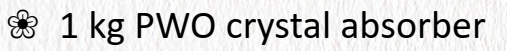 ❀ 1 kg PWO crystal absorber